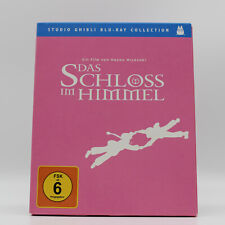 STUDIO GHIBLI BLU-RAY COLLECTION
Ein Film von Hayao Miyazaki
DAS
SCHLOSS
IM HIMMEL
FSK
ab
6
freigegeben